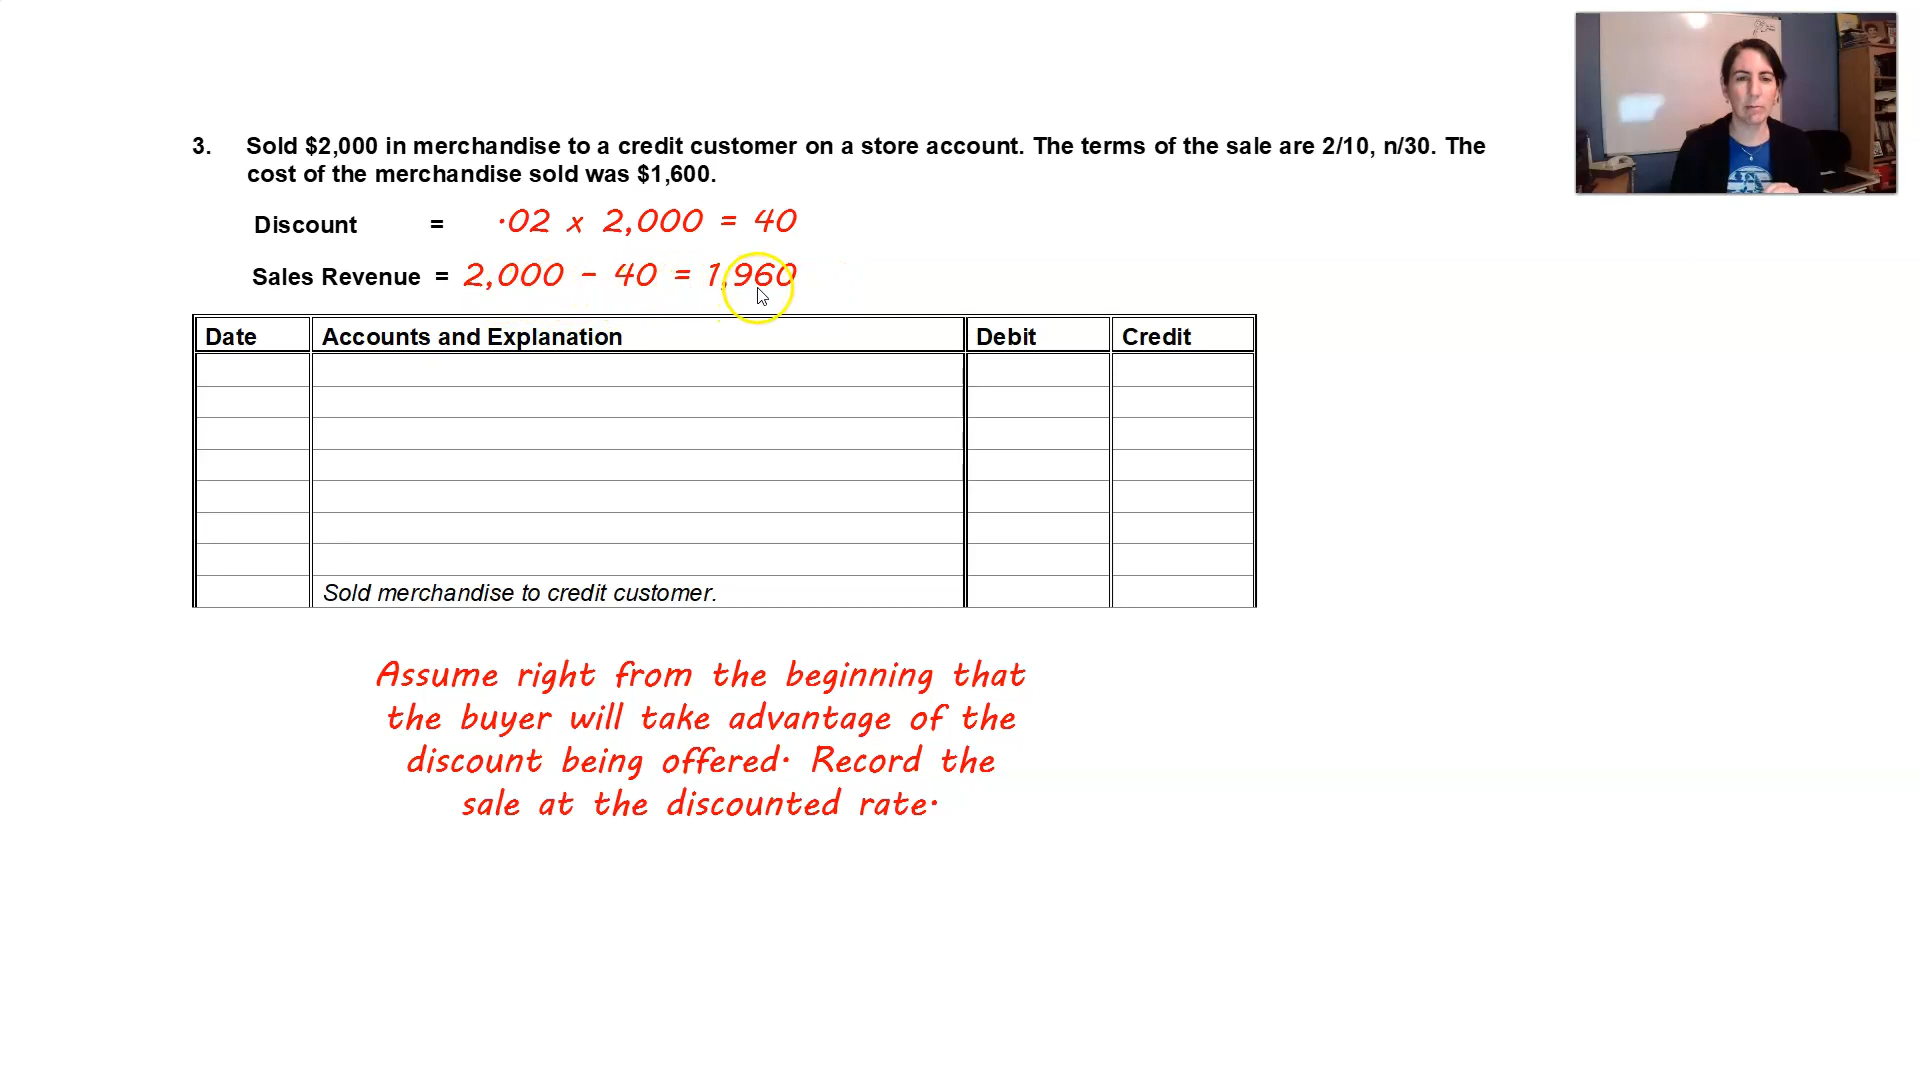 3. Sold $2,000 in merchandise to a credit customer on a store account. The terms of the sale are 2/10, n/30. The
cost of the merchandise sold was $1,600.
Discount = .02 x 2,000 = 40
Sales Revenue = 2,000 - 40 = 1,960
Date Accounts and Explanation Debit Credit
Sold merchandise to credit customer.
Assume right from the beginning that
the buyer will take advantage of the
discount being offered. Record the
sale at the discounted rate.